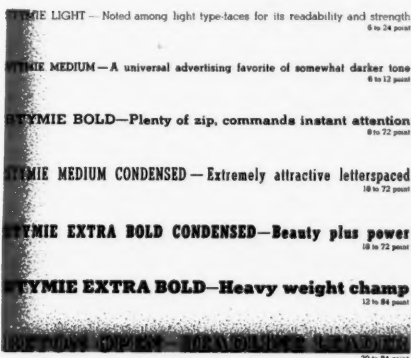 STYMIE LIGHT — Noted among light type-faces for its readability and strength
6 to 24 point
STYMIE MEDIUM—A universal advertising favorite of somewhat darker tone
6 to 12 point
STYMIE BOLD—Plenty of zip, commands instant attention
8 to 72 point
STYMIE MEDIUM CONDENSED — Extremely attractive letterspaced
18 to 72 point
STYMIE EXTRA BOLD CONDENSED—Beauty plus power
18 to 72 point
STYMIE EXTRA BOLD—Heavy weight champ
12 to 84 point
OPEN—HEADLINE LEADER